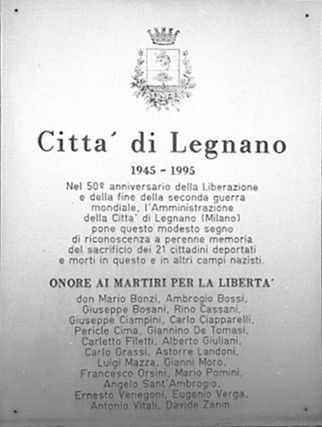 Citta´ di Legnano
1945 - 1995
Nel 50º anniversario della Liberazione
e della fine della seconda guerra
mondiale, l'Amministrazione
della Citta´ di Legnano (Milano)
pone questo modesto segno
di riconoscenza a perenne memoria
del sacrificio dei 21 cittadini deportati
e morti in questo e in altri campi nazisti.
ONORE AI MARTIRI PER LA LIBERTA´
don Mario Bonzi, Ambrogio Bossi,
Giuseppe Bosani, Rino Cassani,
Giuseppe Ciampini, Carlo Ciapparelli,
Pericle Cima, Giannino De Tomasi,
Carletto Filetti, Alberto Giuliani,
Carlo Grassi, Astorre Landoni,
Luigi Mazza, Gianni Moro,
Francesco Orsini, Mario Pomini,
Angelo Sant'Ambrogio,
Ernesto Venegoni, Eugenio Verga,
Antonio Vitali, Davide Zanin.